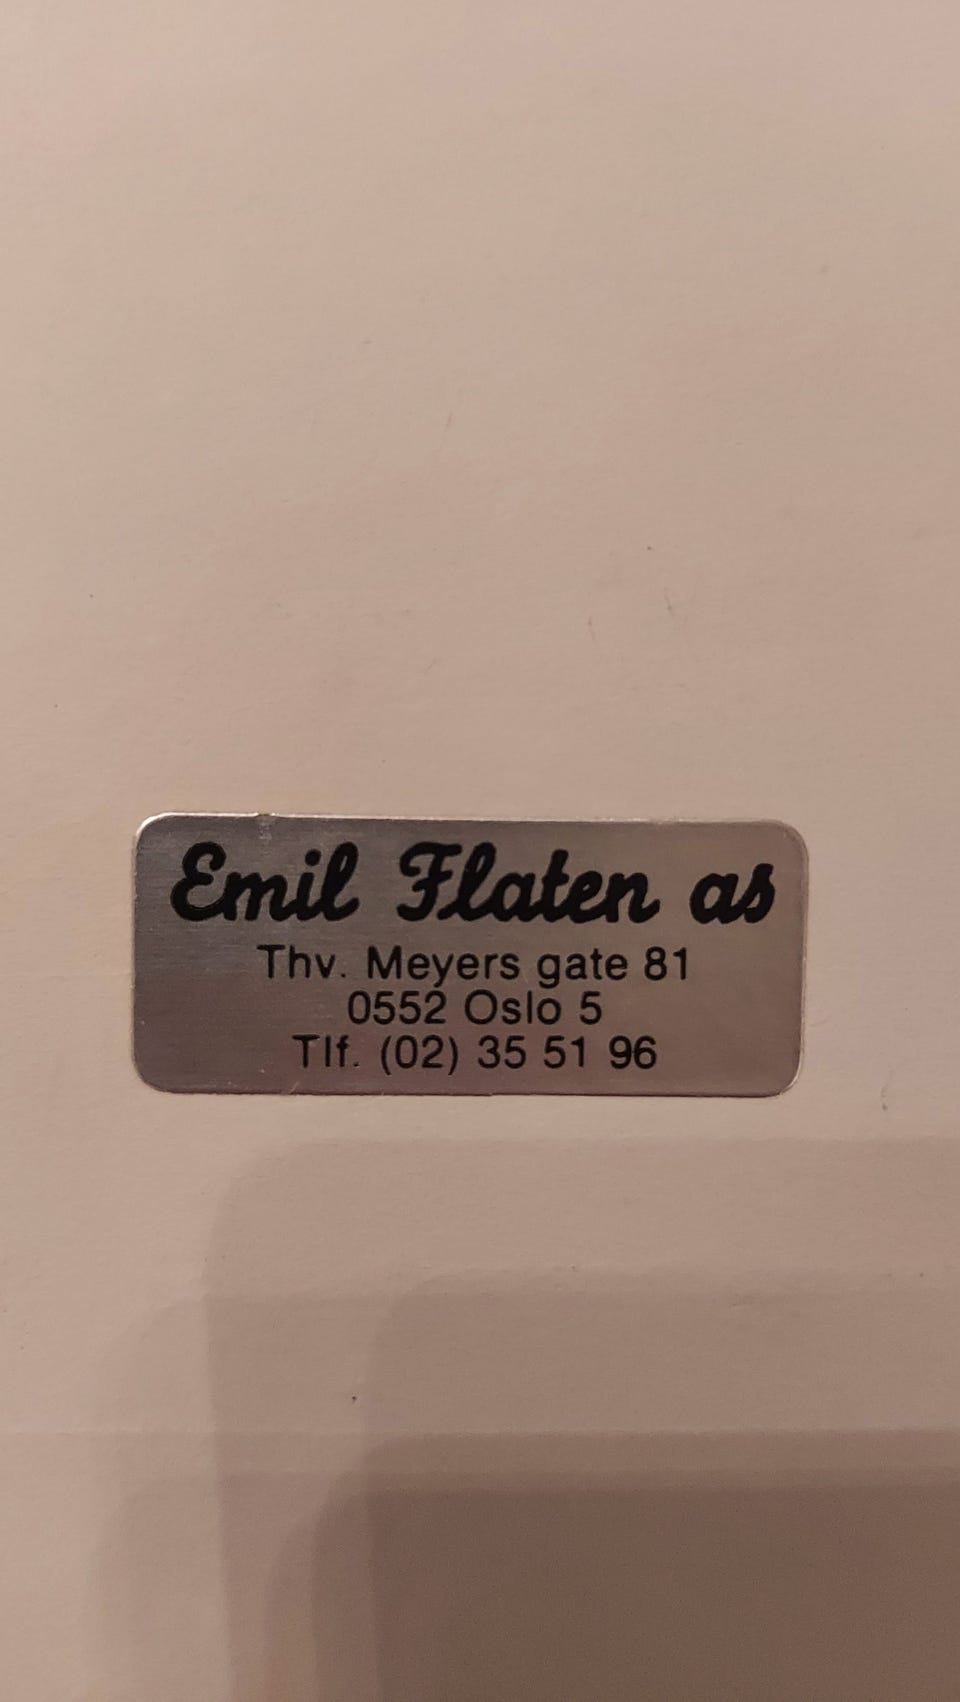 Emil Flaten as
Thv. Meyers gate 81
0552 Oslo 5
Tlf. (02) 35 51 96